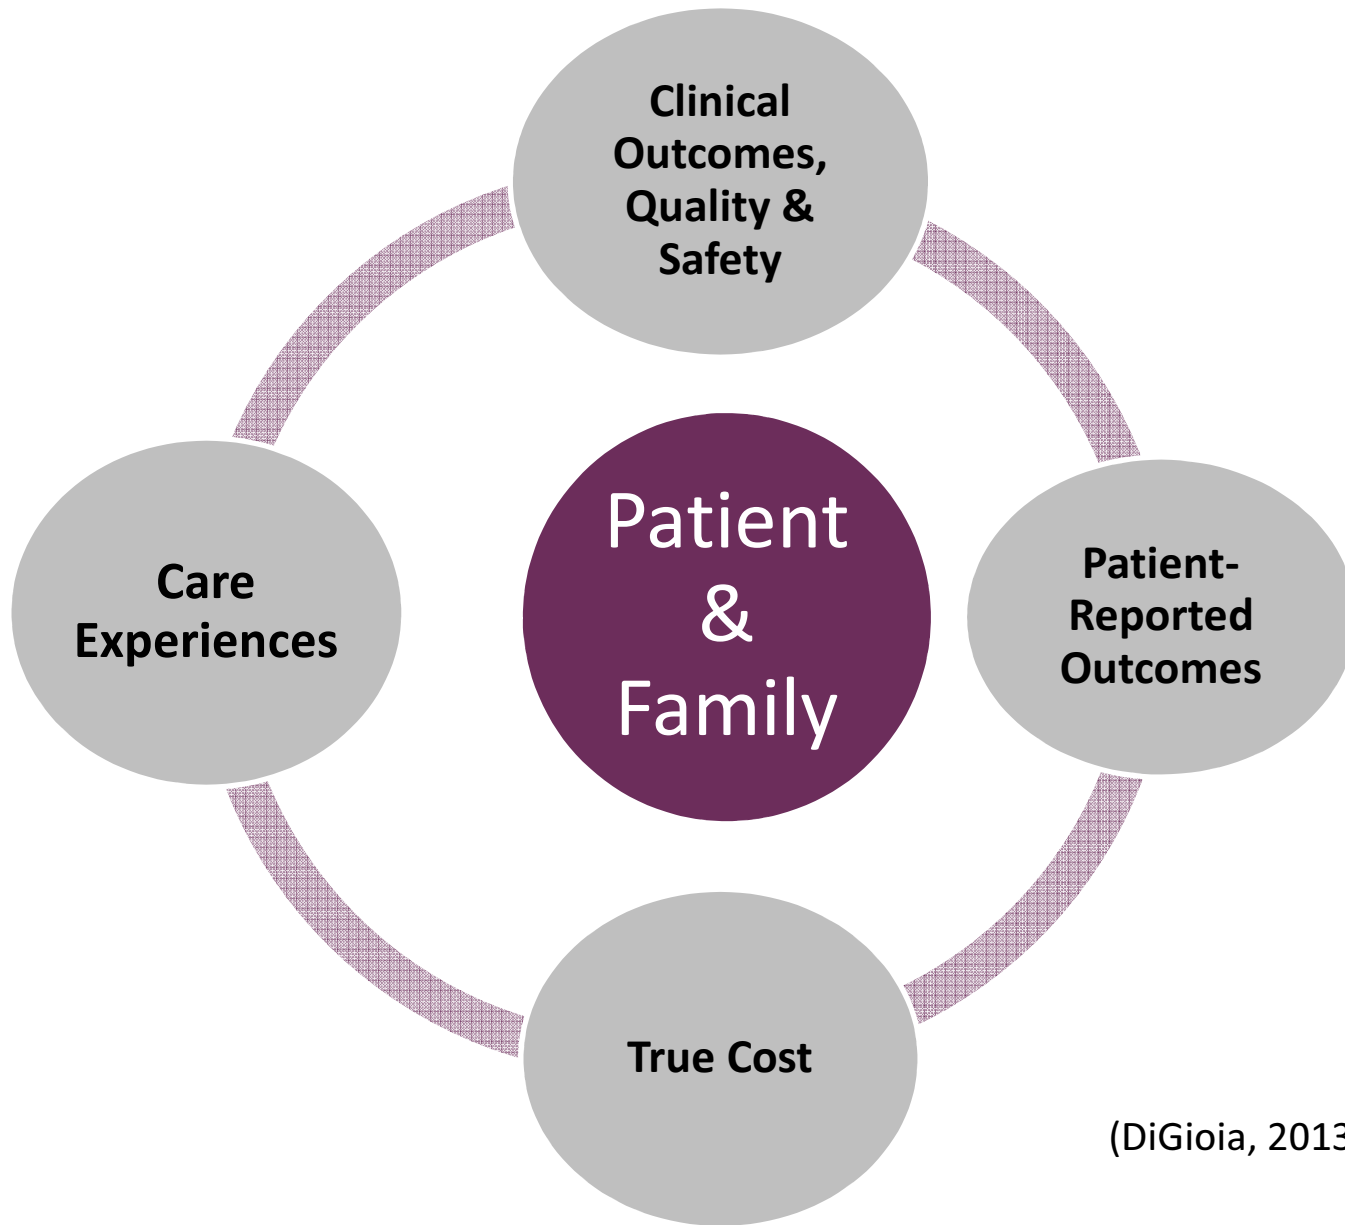 Clinical
Outcomes,
Quality &
Safety
Care
Experiences
Patient
&
Family
Patient-
Reported
Outcomes
True Cost
(DiGioia, 2013